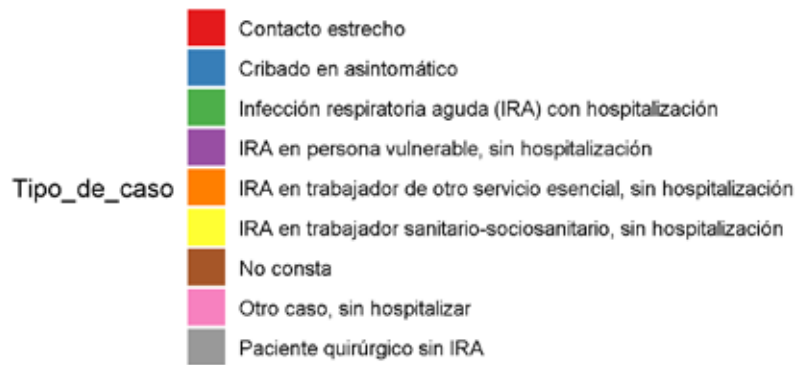 Contacto estrecho
Cribado en asintomático
Infección respiratoria aguda (IRA) con hospitalización
IRA en persona vulnerable, sin hospitalización
Tipo_de_caso
IRA en trabajador de otro servicio esencial, sin hospitalización
IRA en trabajador sanitario-sociosanitario, sin hospitalización
No consta
Otro caso, sin hospitalizar
Paciente quirúrgico sin IRA